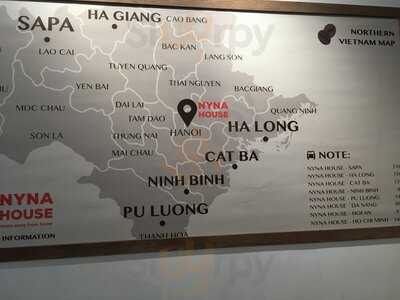 HA GIANG
CAO BANG
SAPA
LAO CAI
BAC KAN
LANG SON
TUYEN QUANG
NORTHERN
VIETNAM MAP
YEN BAI
THAI NGUYEN
BACGIANG
MOC CHAU
DAI LAI
NYNA
HOUSE
QUANG NINH
TAM DAO
SON LA
TRUNG NAI
HANOI
HA LONG
MAI CHAU
CAT BA
NOTE:
NINH BINH
NYNA HOUSE - SAPA
NYNA HOUSE - HA LONG
NYNA HOUSE - CAT BA
NYNA HOUSE - NINH BINH
NYNA HOUSE - PU LUONG
NYNA HOUSE - DA NANG
NYNA HOUSE - HOI AN
NYNA HOUSE - HO CHI MINH
NYNA
HOUSE
PU LUONG
INFORMATION
THANH HOA